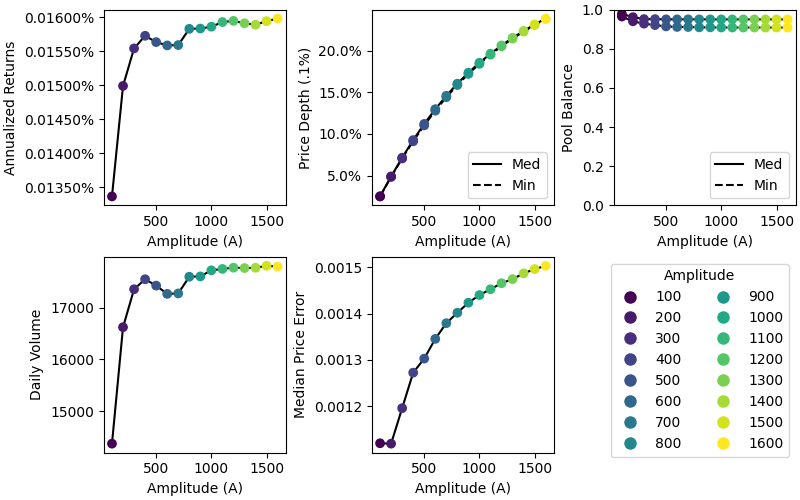 Annualized Returns
0.01600%
0.01550%
0.01500%
0.01450%
0.01400%
0.01350%
500 1000 1500
Amplitude (A)
Price Depth (.1%)
20.0%
15.0%
10.0%
5.0%
Med
Min
500 1000 1500
Amplitude (A)
Pool Balance
1.0
0.8
0.6
0.4
0.2
0.0
Med
Min
500 1000 1500
Amplitude (A)
Daily Volume
17000
16000
15000
500 1000 1500
Amplitude (A)
Median Price Error
0.0015
0.0014
0.0013
0.0012
500 1000 1500
Amplitude (A)
Amplitude
100 900
200 1000
300 1100
400 1200
500 1300
600 1400
700 1500
800 1600